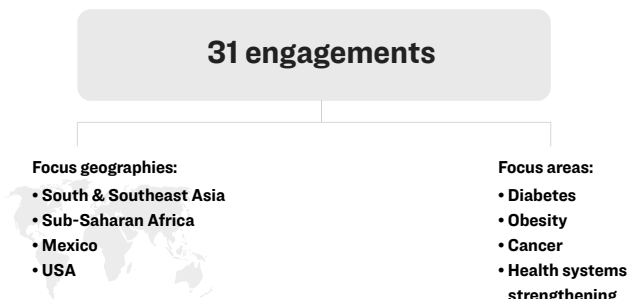 31 engagements
Focus geographies:
• South & Southeast Asia
• Sub-Saharan Africa
• Mexico
• USA
Focus areas:
• Diabetes
• Obesity
• Cancer
• Health systems
strengthening